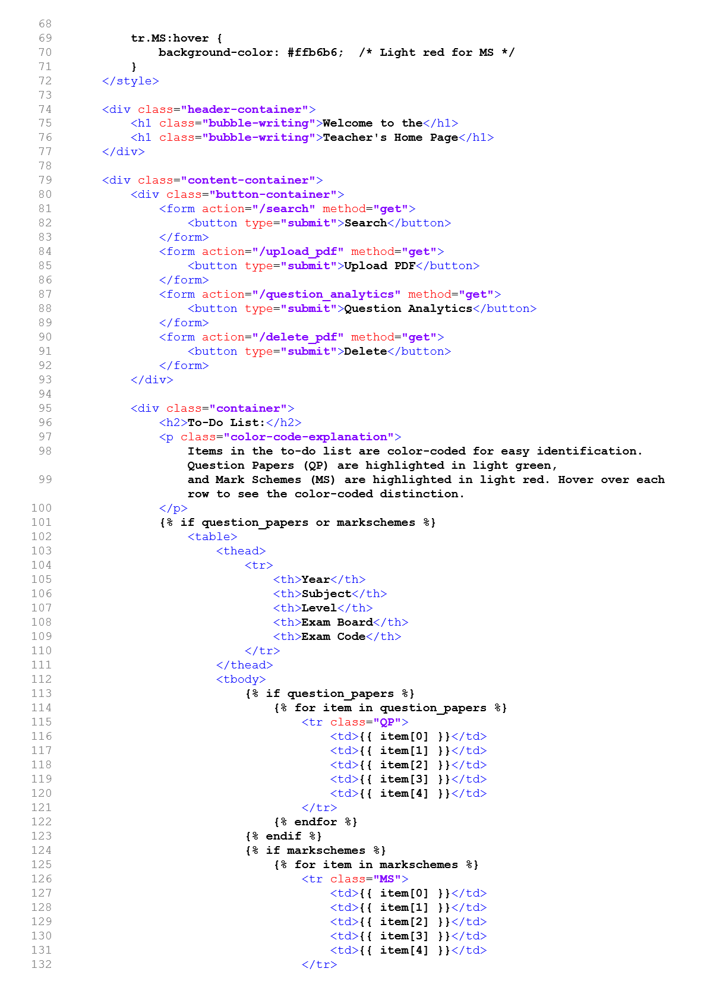 68
69 tr.MS:hover {
70 background-color: #ffb6b6;  /* Light red for MS */
71 }
72 </style>
73
74 <div class="header-container">
75 <h1 class="bubble-writing">Welcome to the</h1>
76 <h1 class="bubble-writing">Teacher's Home Page</h1>
77 </div>
78
79 <div class="content-container">
80 <div class="button-container">
81 <form action="/search" method="get">
82 <button type="submit">Search</button>
83 </form>
84 <form action="/upload_pdf" method="get">
85 <button type="submit">Upload PDF</button>
86 </form>
87 <form action="/question_analytics" method="get">
88 <button type="submit">Question Analytics</button>
89 </form>
90 <form action="/delete_pdf" method="get">
91 <button type="submit">Delete</button>
92 </form>
93 </div>
94
95 <div class="container">
96 <h2>To-Do List:</h2>
97 <p class="color-code-explanation">
98 Items in the to-do list are color-coded for easy identification.
Question Papers (QP) are highlighted in light green,
99 and Mark Schemes (MS) are highlighted in light red. Hover over each
row to see the color-coded distinction.
100 </p>
101 {% if question_papers or markschemes %}
102 <table>
103 <thead>
104 <tr>
105 <th>Year</th>
106 <th>Subject</th>
107 <th>Level</th>
108 <th>Exam Board</th>
109 <th>Exam Code</th>
110 </tr>
111 </thead>
112 <tbody>
113 {% if question_papers %}
114 {% for item in question_papers %}
115 <tr class="QP">
116 <td>{{ item[0] }}</td>
117 <td>{{ item[1] }}</td>
118 <td>{{ item[2] }}</td>
119 <td>{{ item[3] }}</td>
120 <td>{{ item[4] }}</td>
121 </tr>
122 {% endfor %}
123 {% endif %}
124 {% if markschemes %}
125 {% for item in markschemes %}
126 <tr class="MS">
127 <td>{{ item[0] }}</td>
128 <td>{{ item[1] }}</td>
129 <td>{{ item[2] }}</td>
130 <td>{{ item[3] }}</td>
131 <td>{{ item[4] }}</td>
132 </tr>